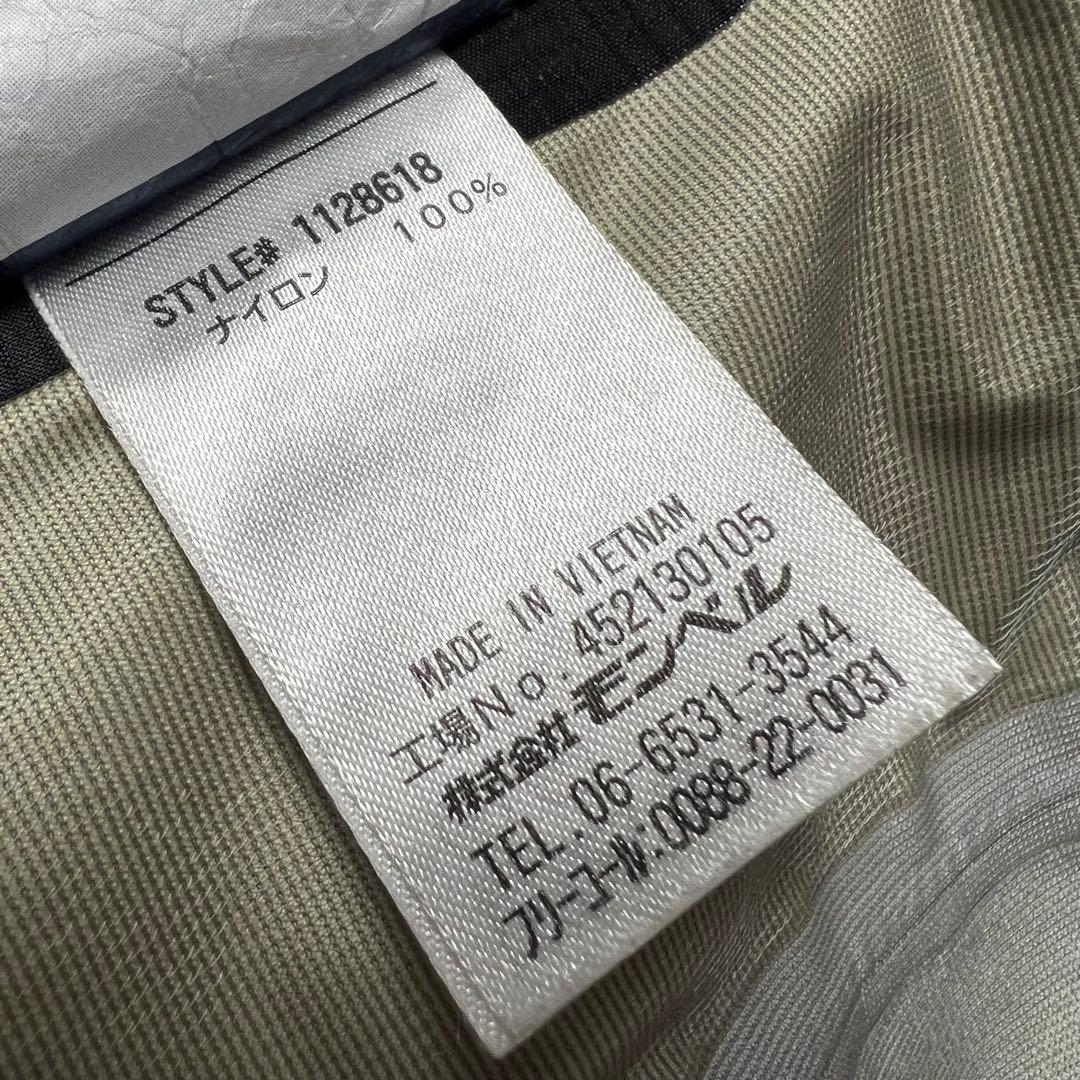 STYLE# 1128618
ナイロン 100%
MADE IN VIETNAM
工場No. 452130105
株式会社モンベル
TEL. 06-6531-3544
フリーコール:0088-22-0031